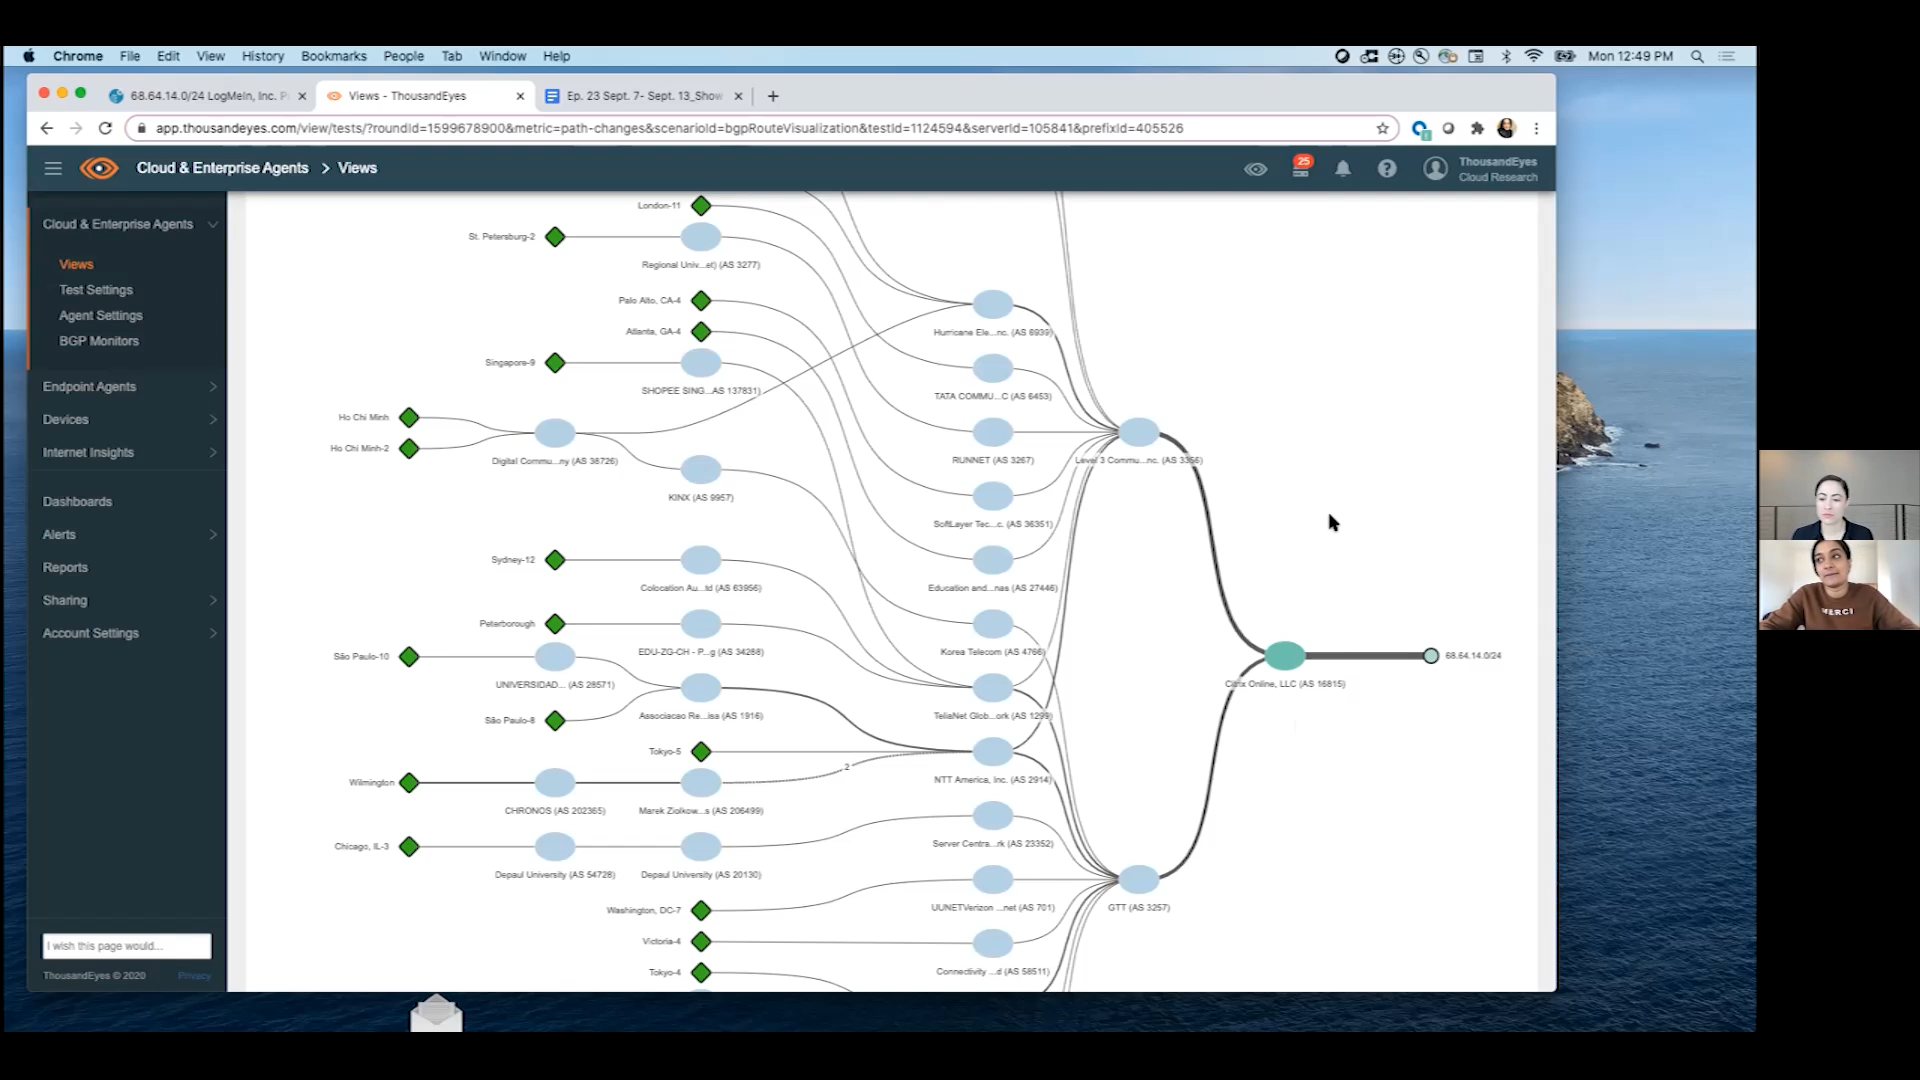 Chrome File Edit View History Bookmarks People Tab Window Help Mon 12:49 PM
68.64.14.0/24 LogMeIn, Inc. P
Views - ThousandEyes
Ep. 23 Sept. 7- Sept. 13_Show
app.thousandeyes.com/view/tests/?roundId=1599678900&metric=path-changes&scenarioId=bgpRouteVisualization&testId=1124594&serverId=105841&prefixId=405526
Cloud & Enterprise Agents > Views
25
ThousandEyes
Cloud Research
Cloud & Enterprise Agents
Views
Test Settings
Agent Settings
BGP Monitors
Endpoint Agents
Devices
Internet Insights
Dashboards
Alerts
Reports
Sharing
Account Settings
I wish this page would...
ThousandEyes © 2020 Privacy
London-11
St. Petersburg-2
Regional Univ...et) (AS 3277)
Palo Alto, CA-4
Atlanta, GA-4
Hurricane Ele...nc. (AS 6939)
Singapore-9
SHOPEE SING...AS 137831)
TATA COMMU...C (AS 6453)
Ho Chi Minh
Ho Chi Minh-2
Digital Commu...ny (AS 38726)
RUNNET (AS 3267)
Level 3 Commu...nc. (AS 3356)
KINX (AS 9957)
SoftLayer Tec...c. (AS 36351)
Sydney-12
Colocation Au...td (AS 63956)
Education and...nas (AS 27446)
Peterborough
EDU-ZG-CH - P...g (AS 34288)
Korea Telecom (AS 4766)
São Paulo-10
UNIVERSIDAD... (AS 28571)
68.64.14.0/24
Citrix Online, LLC (AS 16815)
São Paulo-8
Associacao Re...isa (AS 1916)
TeliaNet Glob...ork (AS 1299)
Tokyo-5
2
NTT America, Inc. (AS 2914)
Wilmington
CHRONOS (AS 202365)
Marek Ziolkow...s (AS 206499)
Chicago, IL-3
Server Centra...rk (AS 23352)
Depaul University (AS 54728)
Depaul University (AS 20130)
Washington, DC-7
UUNETVerizon ...net (AS 701)
GTT (AS 3257)
Victoria-4
Connectivity ...d (AS 58511)
Tokyo-4
MERCI